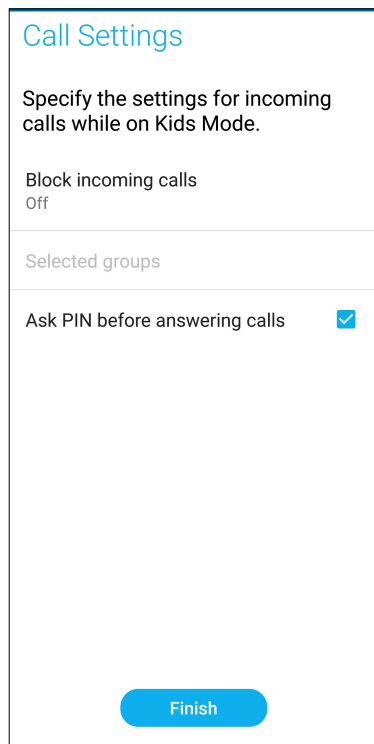 Call Settings
Specify the settings for incoming
calls while on Kids Mode.
Block incoming calls
Off
Selected groups
Ask PIN before answering calls
Finish